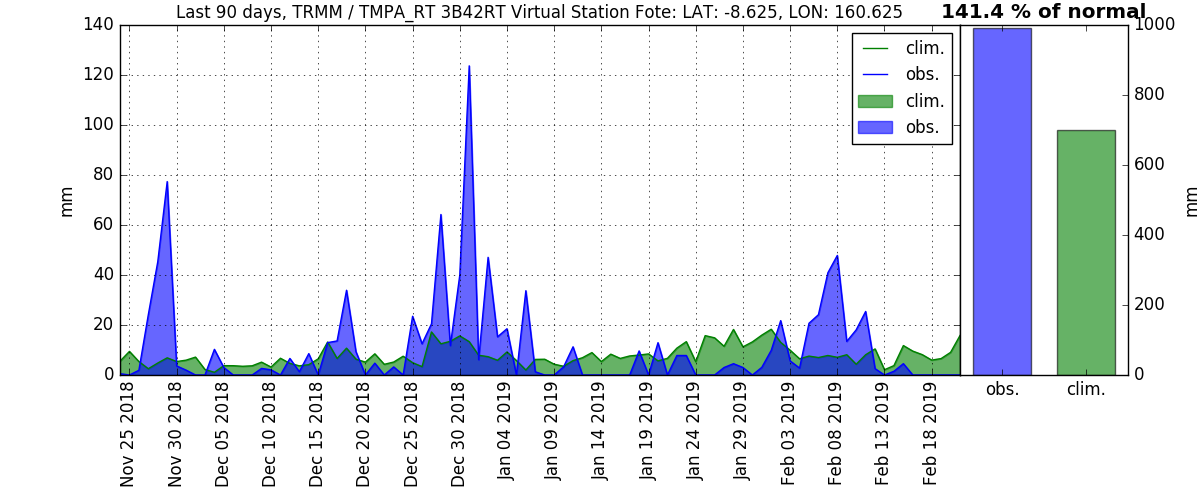 Last 90 days, TRMM / TMPA_RT 3B42RT Virtual Station Fote: LAT: -8.625, LON: 160.625
141.4 % of normal
140
120
100
80
60
40
20
0
mm
clim.
obs.
clim.
obs.
1000
800
600
400
200
0
mm
Nov 25 2018
Nov 30 2018
Dec 05 2018
Dec 10 2018
Dec 15 2018
Dec 20 2018
Dec 25 2018
Dec 30 2018
Jan 04 2019
Jan 09 2019
Jan 14 2019
Jan 19 2019
Jan 24 2019
Jan 29 2019
Feb 03 2019
Feb 08 2019
Feb 13 2019
Feb 18 2019
obs.
clim.